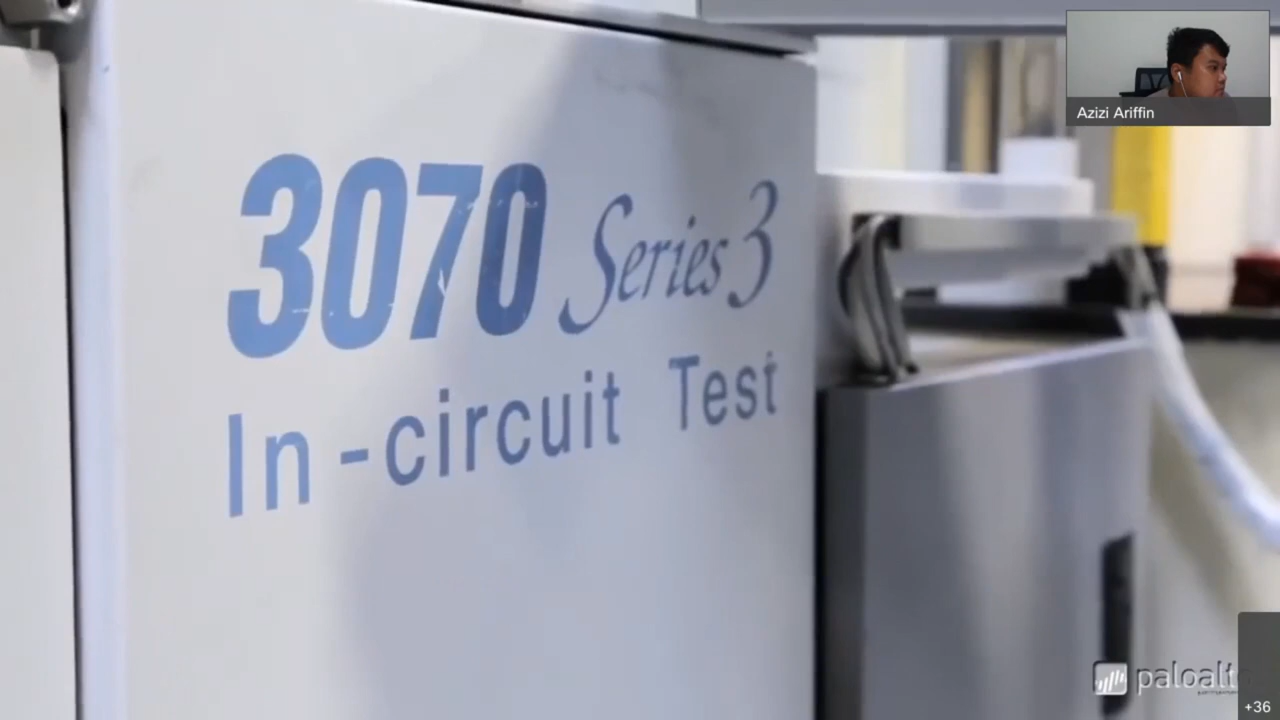 Azizi Ariffin
3070 Series 3
In-circuit Test
paloalto
+36